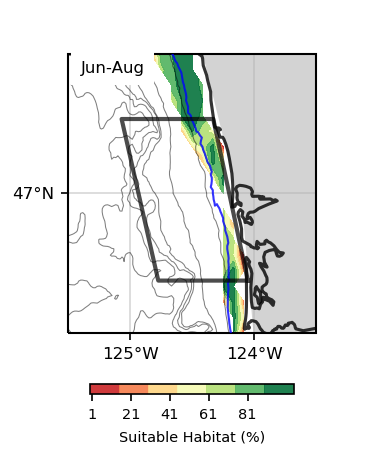 Jun-Aug
47°N
125°W 124°W
1 21 41 61 81
Suitable Habitat (%)